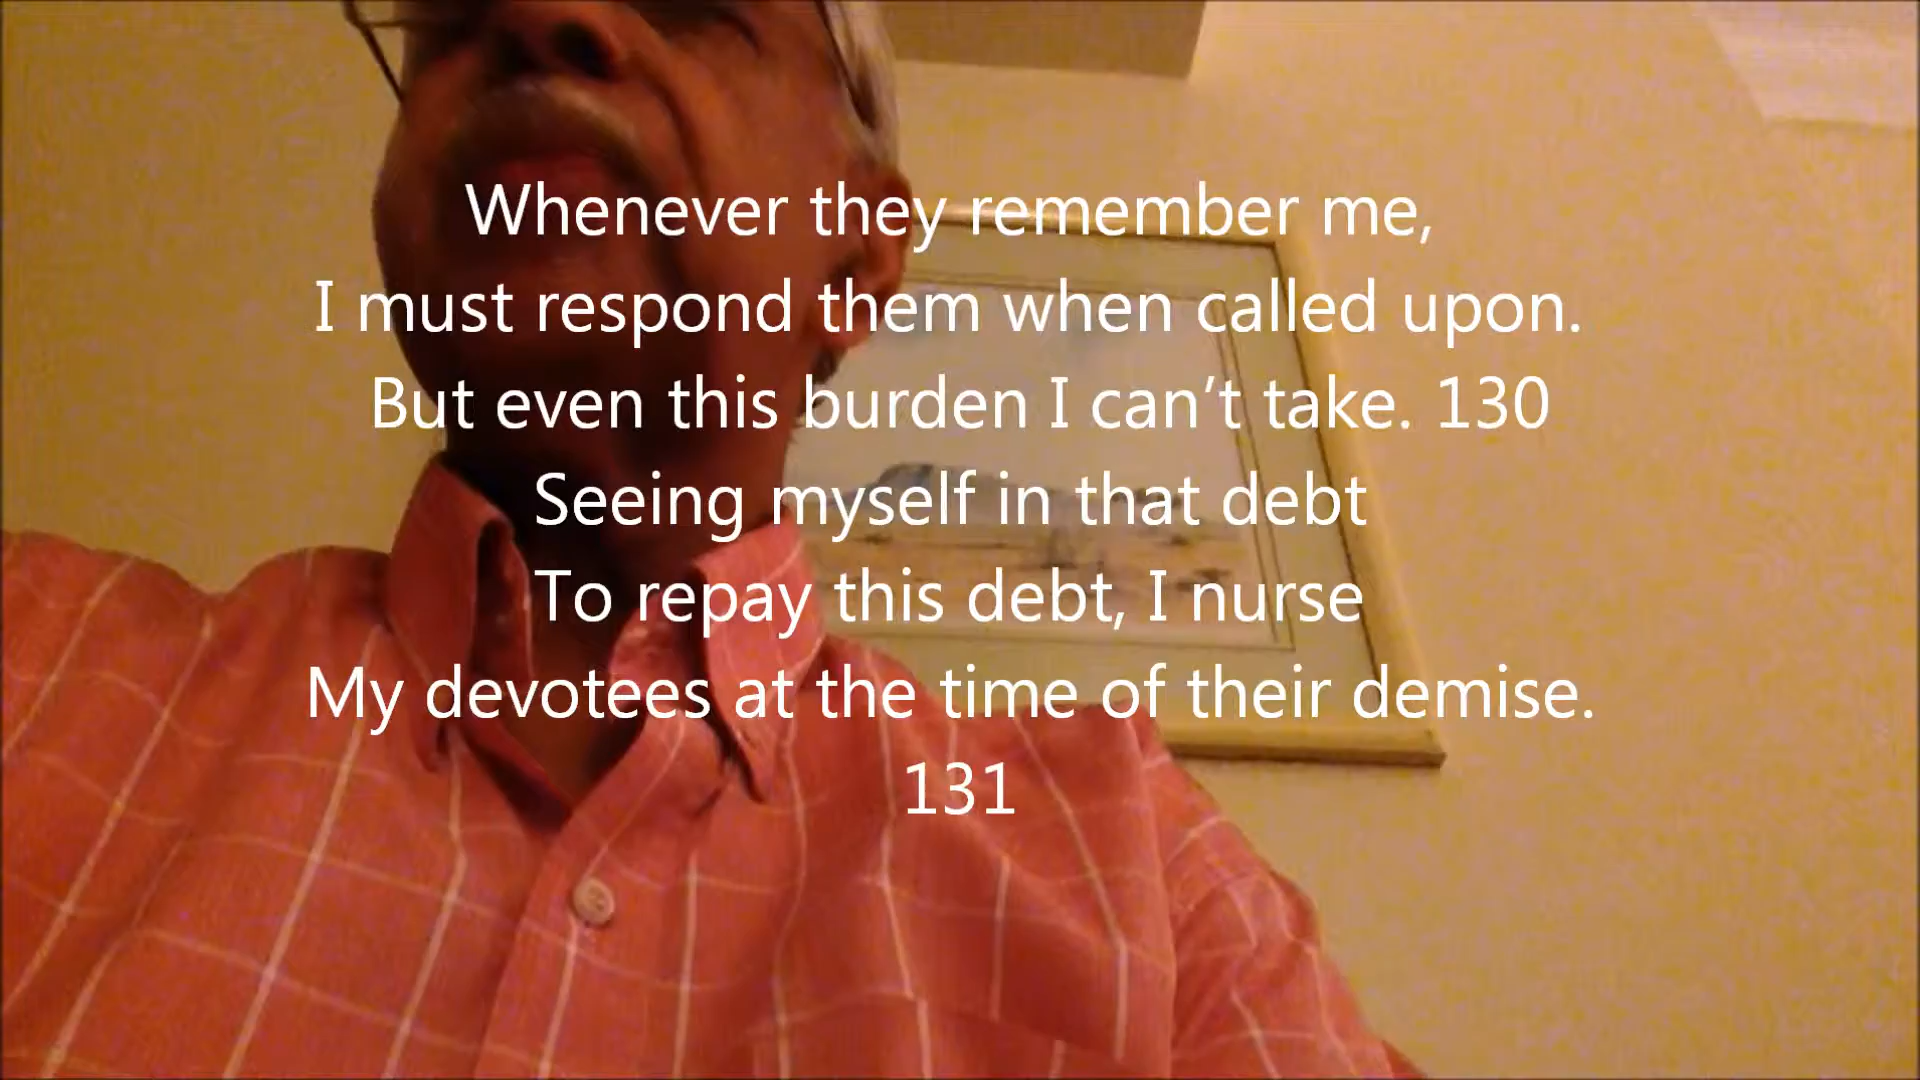 Whenever they remember me,
I must respond them when called upon.
But even this burden I can’t take. 130
Seeing myself in that debt
To repay this debt, I nurse
My devotees at the time of their demise.
131